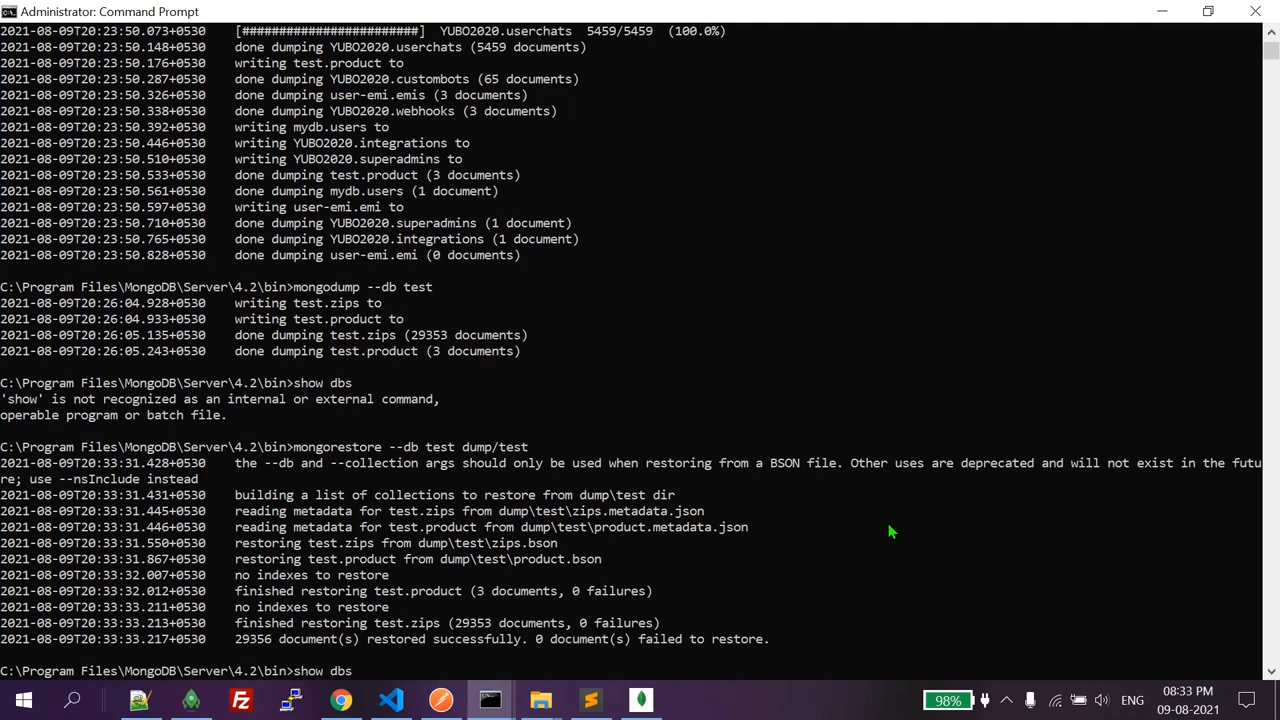 Administrator: Command Prompt
2021-08-09T20:23:50.073+0530 [########################] YUBO2020.userchats 5459/5459 (100.0%)
2021-08-09T20:23:50.148+0530 done dumping YUBO2020.userchats (5459 documents)
2021-08-09T20:23:50.176+0530 writing test.product to
2021-08-09T20:23:50.287+0530 done dumping YUBO2020.custombots (65 documents)
2021-08-09T20:23:50.326+0530 done dumping user-emi.emis (3 documents)
2021-08-09T20:23:50.338+0530 done dumping YUBO2020.webhooks (3 documents)
2021-08-09T20:23:50.392+0530 writing mydb.users to
2021-08-09T20:23:50.446+0530 writing YUBO2020.integrations to
2021-08-09T20:23:50.510+0530 writing YUBO2020.superadmins to
2021-08-09T20:23:50.533+0530 done dumping test.product (3 documents)
2021-08-09T20:23:50.561+0530 done dumping mydb.users (1 document)
2021-08-09T20:23:50.597+0530 writing user-emi.emi to
2021-08-09T20:23:50.710+0530 done dumping YUBO2020.superadmins (1 document)
2021-08-09T20:23:50.765+0530 done dumping YUBO2020.integrations (1 document)
2021-08-09T20:23:50.828+0530 done dumping user-emi.emi (0 documents)
C:\Program Files\MongoDB\Server\4.2\bin>mongodump --db test
2021-08-09T20:26:04.928+0530 writing test.zips to
2021-08-09T20:26:04.933+0530 writing test.product to
2021-08-09T20:26:05.135+0530 done dumping test.zips (29353 documents)
2021-08-09T20:26:05.243+0530 done dumping test.product (3 documents)
C:\Program Files\MongoDB\Server\4.2\bin>show dbs
'show' is not recognized as an internal or external command,
operable program or batch file.
C:\Program Files\MongoDB\Server\4.2\bin>mongorestore --db test dump/test
2021-08-09T20:33:31.428+0530 the --db and --collection args should only be used when restoring from a BSON file. Other uses are deprecated and will not exist in the futu
re; use --nsInclude instead
2021-08-09T20:33:31.431+0530 building a list of collections to restore from dump\test dir
2021-08-09T20:33:31.445+0530 reading metadata for test.zips from dump\test\zips.metadata.json
2021-08-09T20:33:31.446+0530 reading metadata for test.product from dump\test\product.metadata.json
2021-08-09T20:33:31.550+0530 restoring test.zips from dump\test\zips.bson
2021-08-09T20:33:31.867+0530 restoring test.product from dump\test\product.bson
2021-08-09T20:33:32.007+0530 no indexes to restore
2021-08-09T20:33:32.012+0530 finished restoring test.product (3 documents, 0 failures)
2021-08-09T20:33:33.211+0530 no indexes to restore
2021-08-09T20:33:33.213+0530 finished restoring test.zips (29353 documents, 0 failures)
2021-08-09T20:33:33.217+0530 29356 document(s) restored successfully. 0 document(s) failed to restore.
C:\Program Files\MongoDB\Server\4.2\bin>show dbs
98%
ENG
08:33 PM
09-08-2021